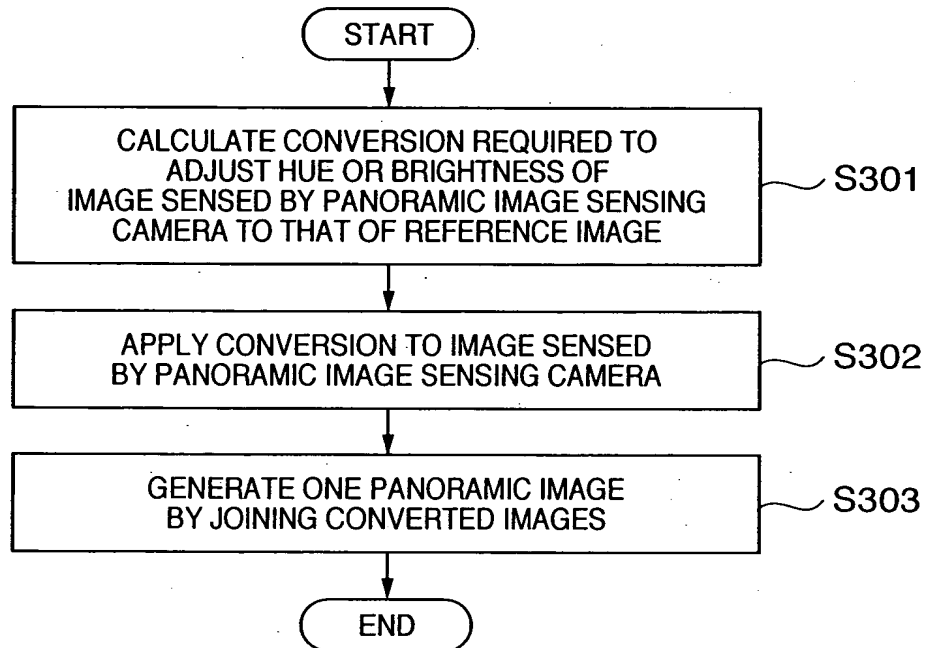 START
CALCULATE CONVERSION REQUIRED TO
ADJUST HUE OR BRIGHTNESS OF
IMAGE SENSED BY PANORAMIC IMAGE SENSING
CAMERA TO THAT OF REFERENCE IMAGE
S301
APPLY CONVERSION TO IMAGE SENSED
BY PANORAMIC IMAGE SENSING CAMERA
S302
GENERATE ONE PANORAMIC IMAGE
BY JOINING CONVERTED IMAGES
S303
END